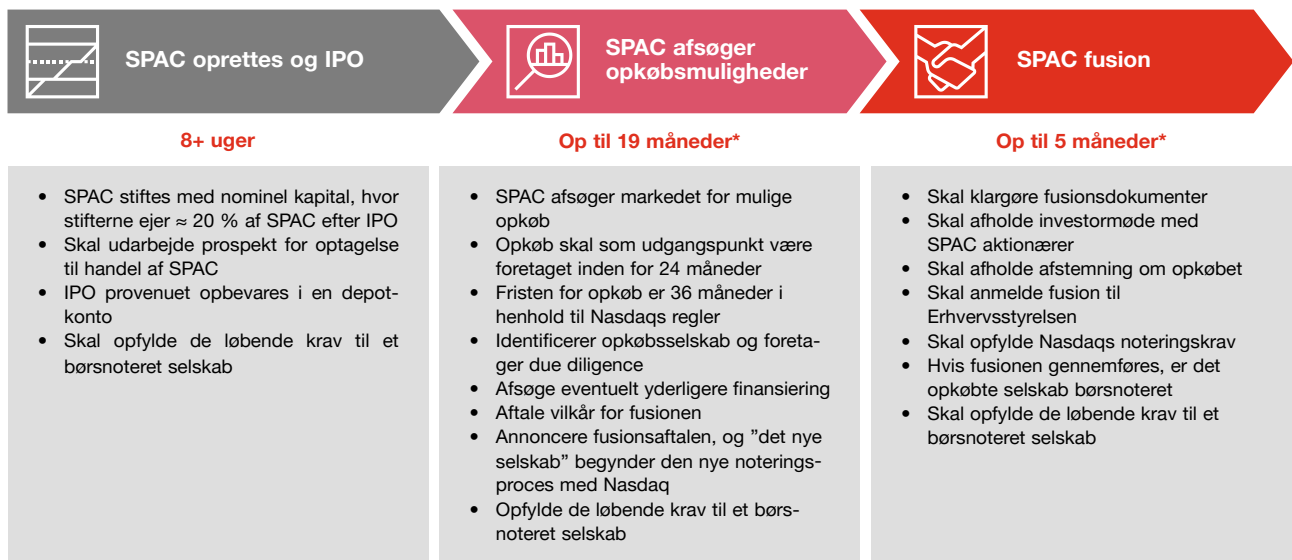 SPAC oprettes og IPO
8+ uger
• SPAC stiftes med nominel kapital, hvor
stifterne ejer ≈ 20 % af SPAC efter IPO
• Skal udarbejde prospekt for optagelse
til handel af SPAC
• IPO provenuet opbevares i en depot-
konto
• Skal opfylde de løbende krav til et
børsnoteret selskab
SPAC afsøger
opkøbsmuligheder
Op til 19 måneder*
• SPAC afsøger markedet for mulige
opkøb
• Opkøb skal som udgangspunkt være
foretaget inden for 24 måneder
• Fristen for opkøb er 36 måneder i
henhold til Nasdaqs regler
• Identificerer opkøbsselskab og foreta-
ger due diligence
• Afsøge eventuelt yderligere finansiering
• Aftale vilkår for fusionen
• Annoncere fusionsaftalen, og ”det nye
selskab” begynder den nye noterings-
proces med Nasdaq
• Opfylde de løbende krav til et børs-
noteret selskab
SPAC fusion
Op til 5 måneder*
• Skal klargøre fusionsdokumenter
• Skal afholde investormøde med
SPAC aktionærer
• Skal afholde afstemning om opkøbet
• Skal anmelde fusion til
Erhvervsstyrelsen
• Skal opfylde Nasdaqs noteringskrav
• Hvis fusionen gennemføres, er det
opkøbte selskab børsnoteret
• Skal opfylde de løbende krav til et
børsnoteret selskab